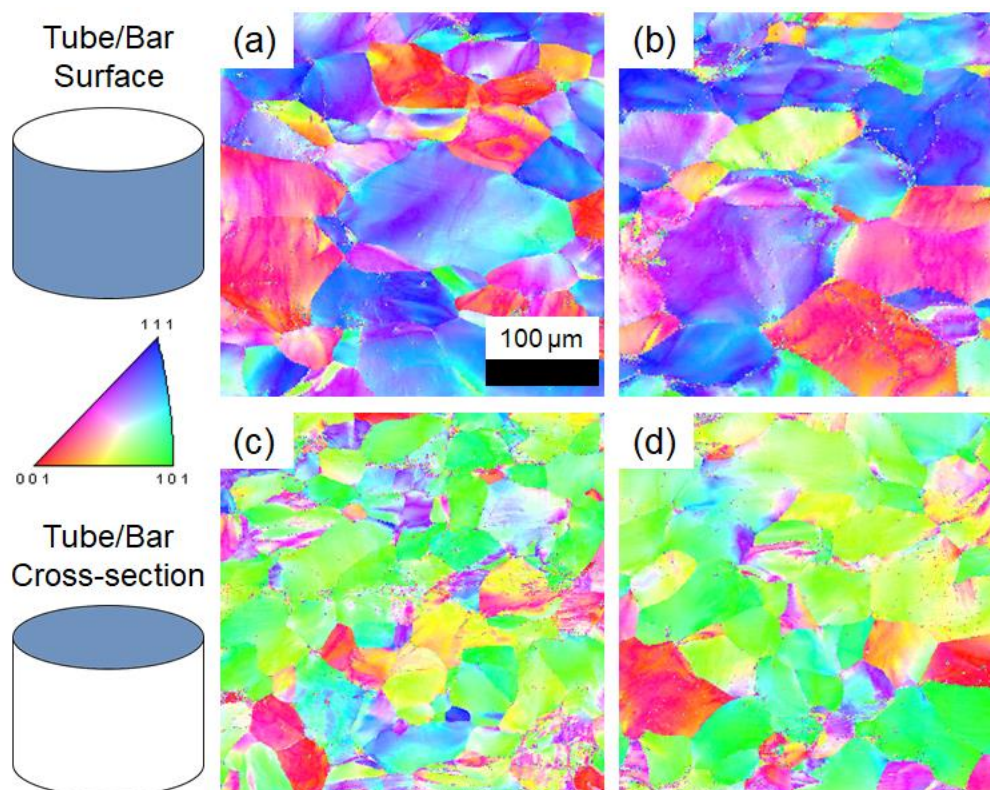 Tube/Bar
Surface
(a)
(b)
111
001
101
100 µm
Tube/Bar
Cross-section
(c)
(d)